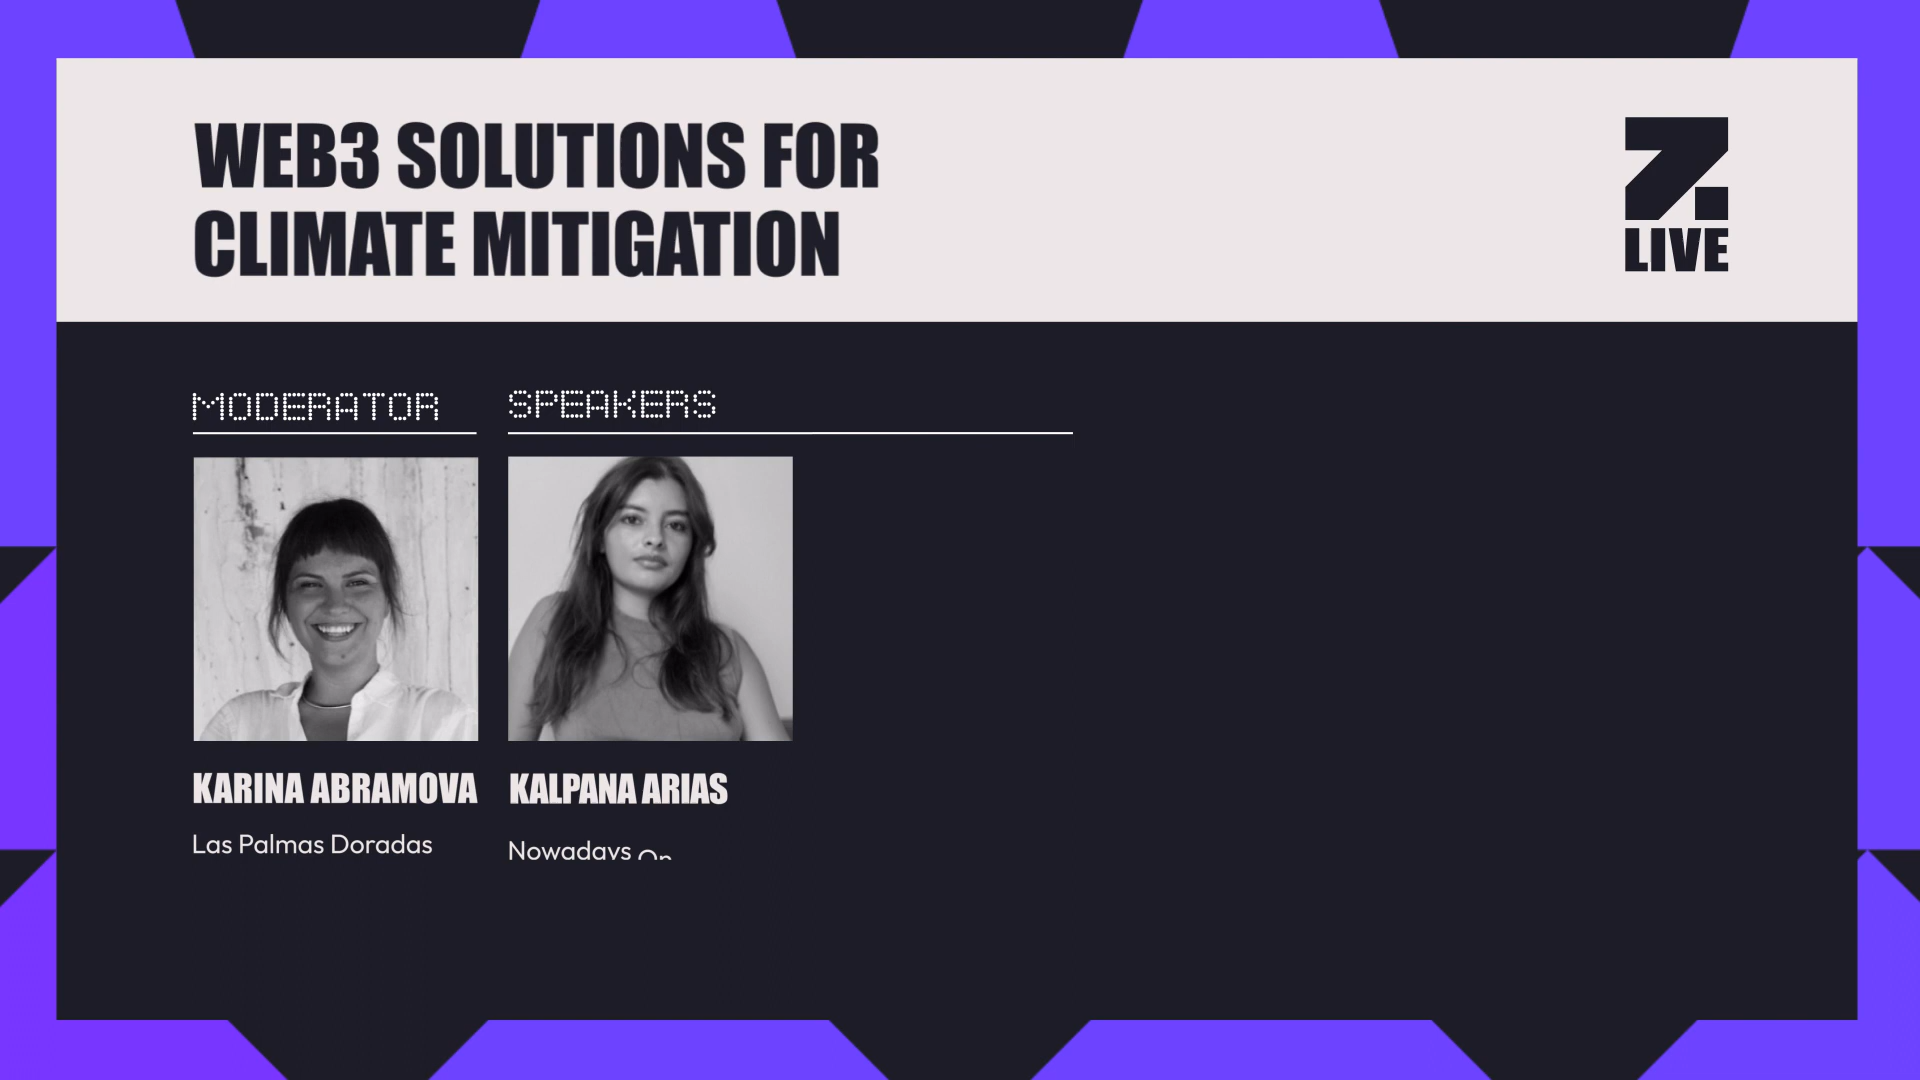 WEB3 SOLUTIONS FOR
CLIMATE MITIGATION
Z.
LIVE
MODERATOR
SPEAKERS
KARINA ABRAMOVA
Las Palmas Doradas
KALPANA ARIAS
Nowadays